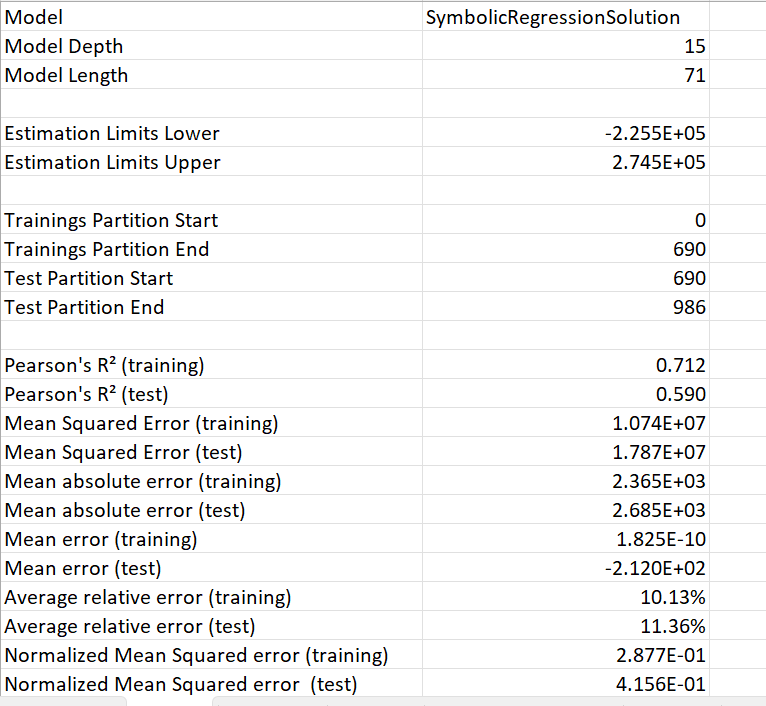 Model SymbolicRegressionSolution
Model Depth 15
Model Length 71
Estimation Limits Lower -2.255E+05
Estimation Limits Upper 2.745E+05
Trainings Partition Start 0
Trainings Partition End 690
Test Partition Start 690
Test Partition End 986
Pearson's R² (training) 0.712
Pearson's R² (test) 0.590
Mean Squared Error (training) 1.074E+07
Mean Squared Error (test) 1.787E+07
Mean absolute error (training) 2.365E+03
Mean absolute error (test) 2.685E+03
Mean error (training) 1.825E-10
Mean error (test) -2.120E+02
Average relative error (training) 10.13%
Average relative error (test) 11.36%
Normalized Mean Squared error (training) 2.877E-01
Normalized Mean Squared error  (test) 4.156E-01